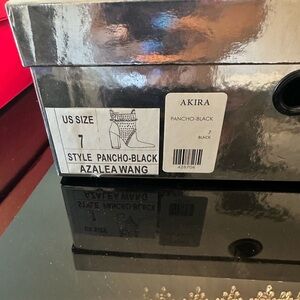 US SIZE
7
STYLE PANCHO-BLACK
AZALEA WANG
AKIRA
PANCHO-BLACK
7
BLACK